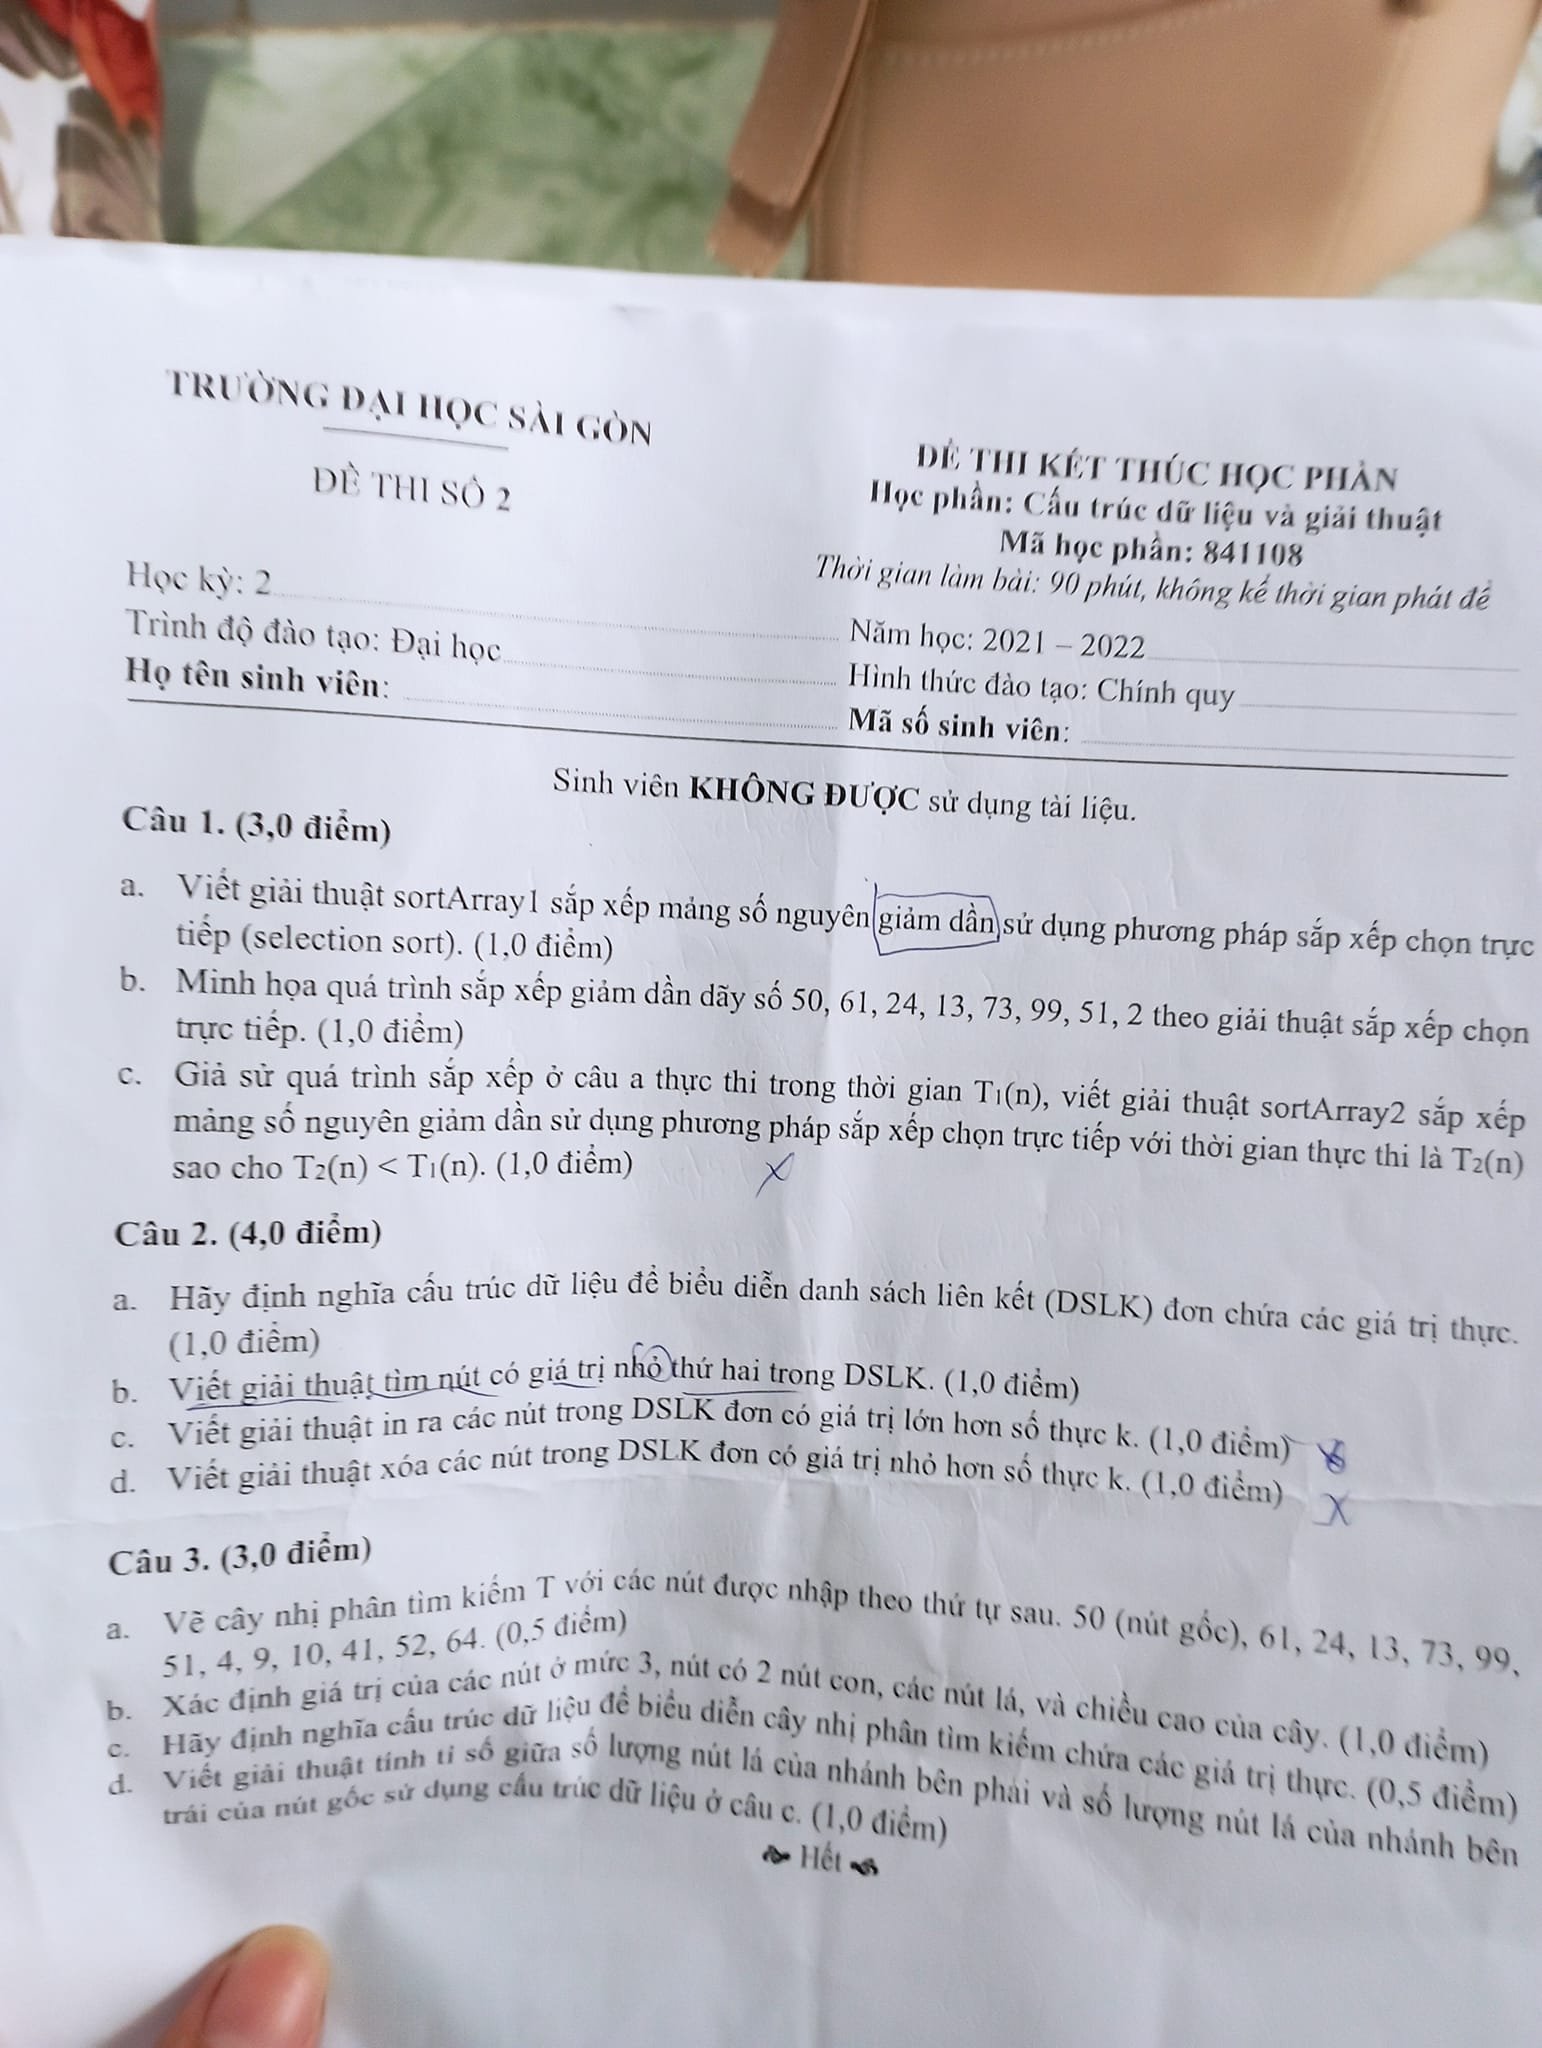 TRƯỜNG ĐẠI HỌC SÀI GÒN
ĐỀ THI SỐ 2
ĐỀ THI KẾT THÚC HỌC PHẦN
Học phần: Cấu trúc dữ liệu và giải thuật
Mã học phần: 841108
Thời gian làm bài: 90 phút, không kể thời gian phát đề
Học kỳ: 2
Năm học: 2021 – 2022
Trình độ đào tạo: Đại học
Hình thức đào tạo: Chính quy
Họ tên sinh viên:
Mã số sinh viên:
Sinh viên KHÔNG ĐƯỢC sử dụng tài liệu.
Câu 1. (3,0 điểm)
a. Viết giải thuật sortArray1 sắp xếp mảng số nguyên giảm dần sử dụng phương pháp sắp xếp chọn trực
tiếp (selection sort). (1,0 điểm)
b. Minh họa quá trình sắp xếp giảm dần dãy số 50, 61, 24, 13, 73, 99, 51, 2 theo giải thuật sắp xếp chọn
trực tiếp. (1,0 điểm)
c. Giả sử quá trình sắp xếp ở câu a thực thi trong thời gian T₁(n), viết giải thuật sortArray2 sắp xếp
mảng số nguyên giảm dần sử dụng phương pháp sắp xếp chọn trực tiếp với thời gian thực thi là T₂(n)
sao cho T₂(n) < T₁(n). (1,0 điểm)
Câu 2. (4,0 điểm)
a. Hãy định nghĩa cấu trúc dữ liệu để biểu diễn danh sách liên kết (DSLK) đơn chứa các giá trị thực.
(1,0 điểm)
b. Viết giải thuật tìm nút có giá trị nhỏ thứ hai trong DSLK. (1,0 điểm)
c. Viết giải thuật in ra các nút trong DSLK đơn có giá trị lớn hơn số thực k. (1,0 điểm)
d. Viết giải thuật xóa các nút trong DSLK đơn có giá trị nhỏ hơn số thực k. (1,0 điểm)
Câu 3. (3,0 điểm)
a. Vẽ cây nhị phân tìm kiếm T với các nút được nhập theo thứ tự sau. 50 (nút gốc), 61, 24, 13, 73, 99,
51, 4, 9, 10, 41, 52, 64. (0,5 điểm)
b. Xác định giá trị của các nút ở mức 3, nút có 2 nút con, các nút lá, và chiều cao của cây. (1,0 điểm)
c. Hãy định nghĩa cấu trúc dữ liệu để biểu diễn cây nhị phân tìm kiếm chứa các giá trị thực. (0,5 điểm)
d. Viết giải thuật tính tỉ số giữa số lượng nút lá của nhánh bên phải và số lượng nút lá của nhánh bên
trái của nút gốc sử dụng cấu trúc dữ liệu ở câu c. (1,0 điểm)
Hết